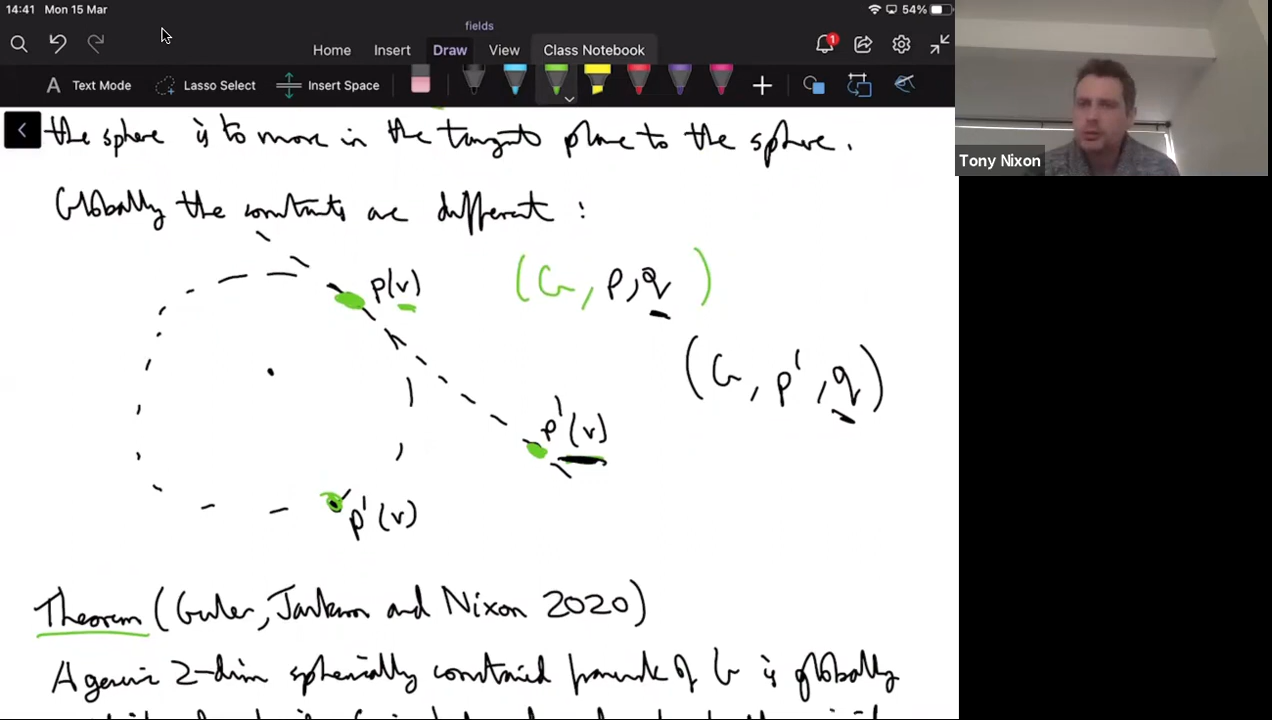 14:41 Mon 15 Mar
54%
fields
Home Insert Draw View Class Notebook
1
A Text Mode Lasso Select Insert Space
the sphere is to move in the tangent plane to the sphere.
Globally the constraints are different :
p(v) (G, p, q)
(G, p', q)
p'(v)
p'(v)
Theorem (Guler, Jackson and Nixon 2020)
A generic 2-dim spherically constrained framework of G is globally
Tony Nixon